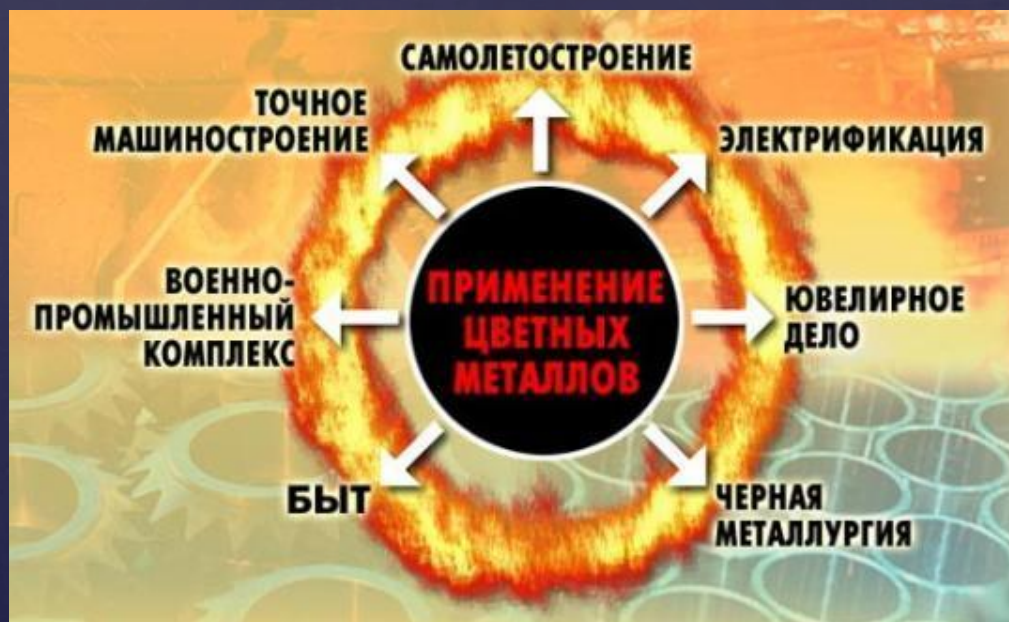 САМОЛЕТОСТРОЕНИЕ
ТОЧНОЕ
МАШИНОСТРОЕНИЕ
ЭЛЕКТРИФИКАЦИЯ
ВОЕННО-
ПРОМЫШЛЕННЫЙ
КОМПЛЕКС
ПРИМЕНЕНИЕ
ЦВЕТНЫХ
МЕТАЛЛОВ
ЮВЕЛИРНОЕ
ДЕЛО
БЫТ
ЧЕРНАЯ
МЕТАЛЛУРГИЯ